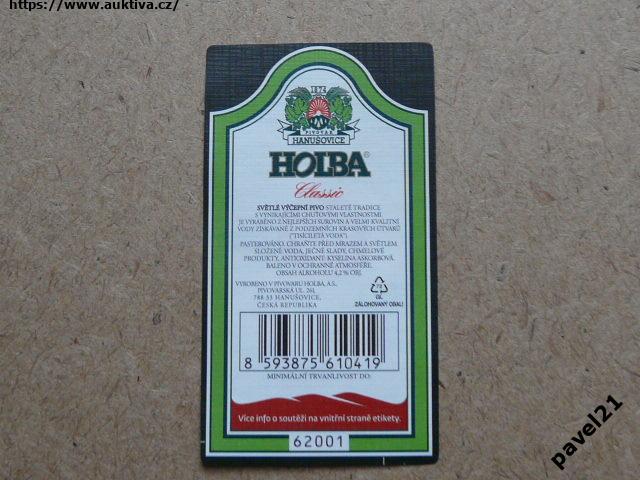 https://www.auktiva.cz/
1874
PIVOVAR
HANUŠOVICE
HOLBA®
Classic
SVĚTLÉ VÝČEPNÍ PIVO STALETÉ TRADICE
S VYNIKAJÍCÍMI CHUŤOVÝMI VLASTNOSTMI
JE VYRÁBĚNO Z NEJLEPŠÍCH SUROVIN A VELMI KVALITNÍ
VODY ZÍSKÁVANÉ Z PODZEMNÍCH KRASOVÝCH ÚTVARŮ
("TISÍCILETÁ VODA").
PASTEROVÁNO. CHRAŇTE PŘED MRAZEM A SVĚTLEM.
SLOŽENÍ: VODA, JEČNÉ SLADY, CHMELOVÉ
PRODUKTY, ANTIOXIDANT: KYSELINA ASKORBOVÁ.
BALENO V OCHRANNÉ ATMOSFÉŘE.
OBSAH ALKOHOLU 4,2 % OBJ.
VYROBENO V PIVOVARU HOLBA, A.S.,
PIVOVARSKÁ UL. 261,
788 33 HANUŠOVICE,
ČESKÁ REPUBLIKA
GL
ZÁLOHOVANÝ OBAL!
8 593875 610419
MINIMÁLNÍ TRVANLIVOST DO:
Více info o soutěži na vnitřní straně etikety.
62001
pavel21